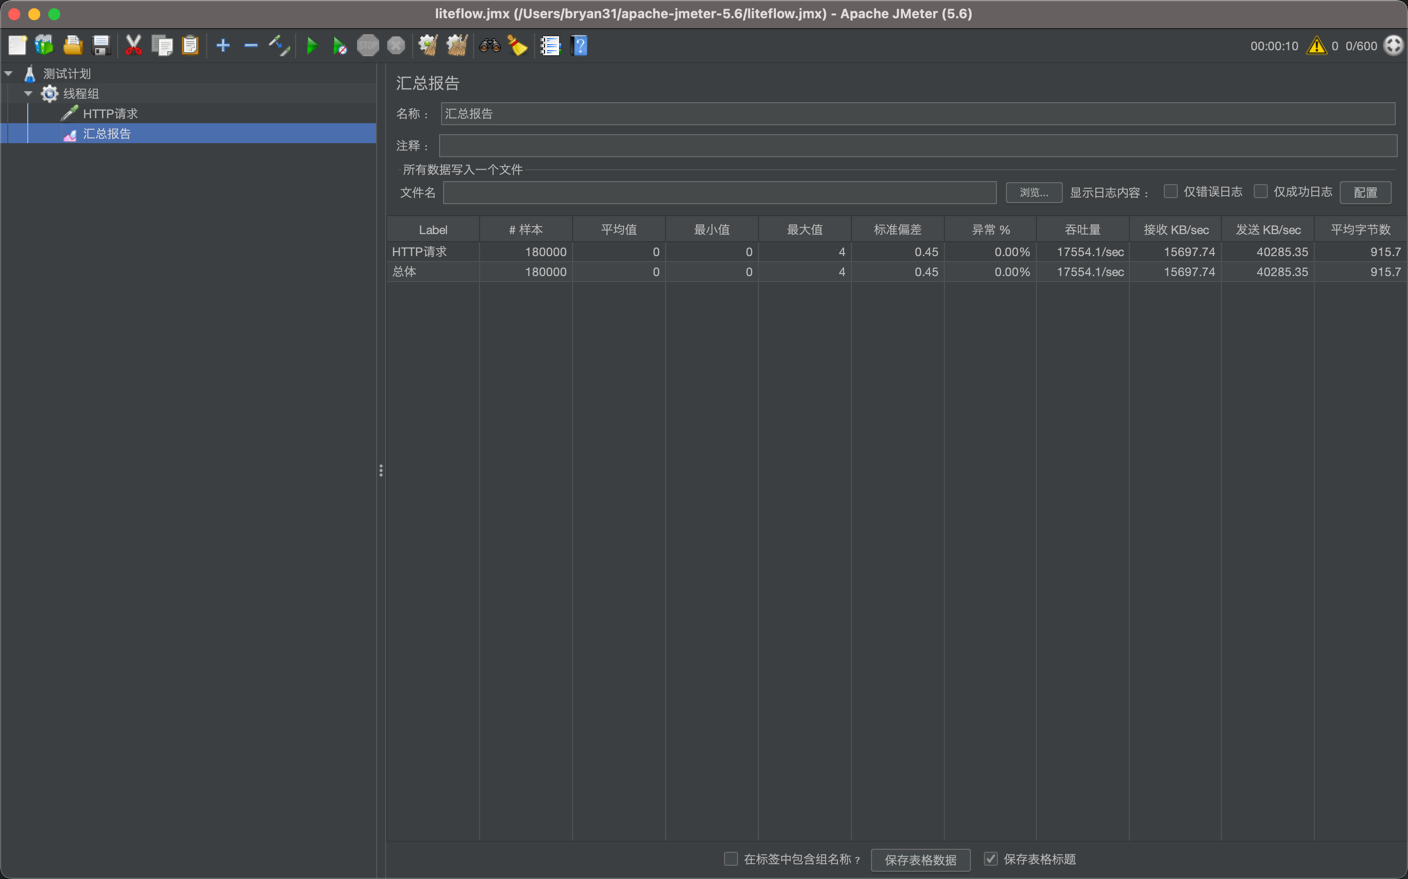 liteflow.jmx (/Users/bryan31/apache-jmeter-5.6/liteflow.jmx) - Apache JMeter (5.6)
STOP
?
00:00:10 0 0/600
测试计划
线程组
HTTP请求
汇总报告
汇总报告
名称： 汇总报告
注释：
所有数据写入一个文件
文件名 浏览... 显示日志内容： 仅错误日志 仅成功日志 配置
Label # 样本 平均值 最小值 最大值 标准偏差 异常 % 吞吐量 接收 KB/sec 发送 KB/sec 平均字节数
HTTP请求 180000 0 0 4 0.45 0.00% 17554.1/sec 15697.74 40285.35 915.7
总体 180000 0 0 4 0.45 0.00% 17554.1/sec 15697.74 40285.35 915.7
在标签中包含组名称？ 保存表格数据 保存表格标题